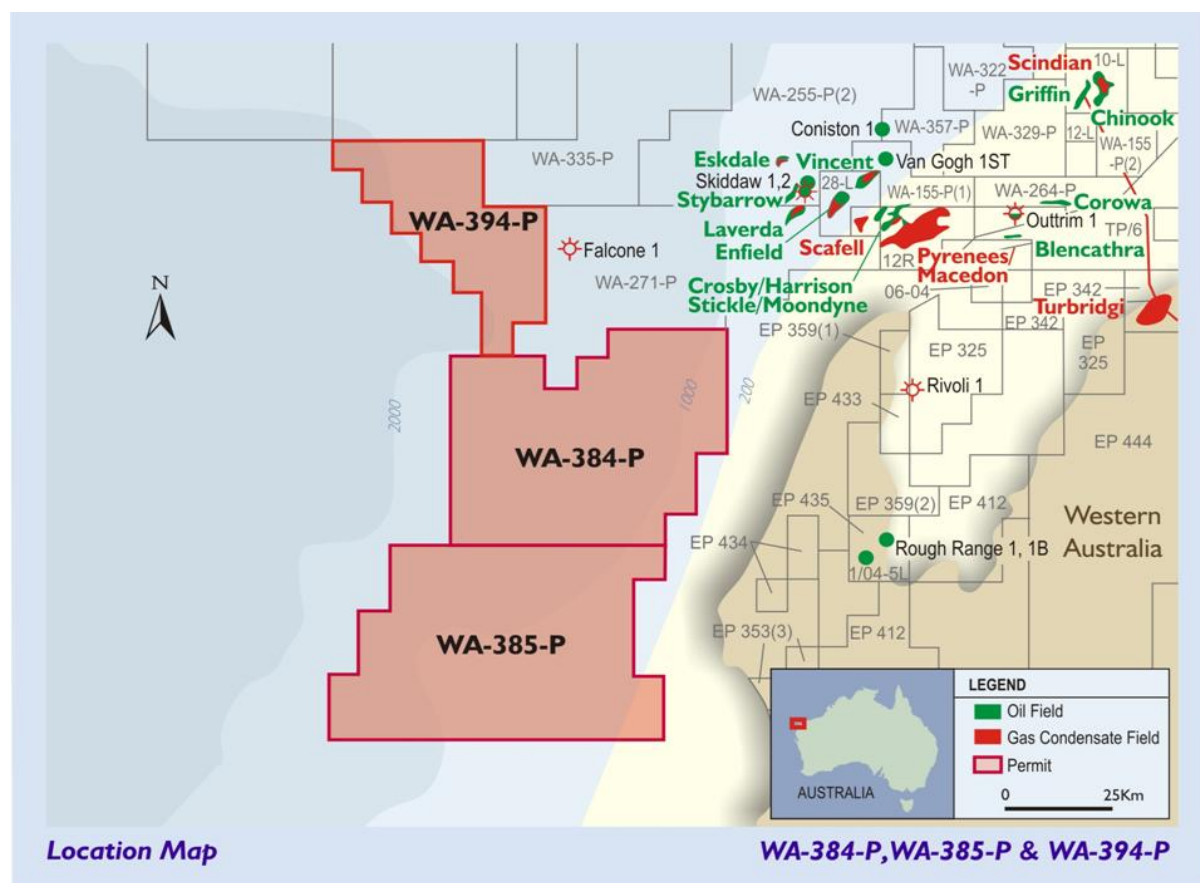 Scindian
10-L
WA-322
-P
Griffin
WA-255-P(2)
Chinook
Coniston 1
WA-357-P
WA-329-P
12-L
WA-155
-P(2)
WA-335-P
Eskdale
Vincent
Van Gogh 1ST
Skiddaw 1,2
28-L
Stybarrow
WA-155-P(1)
WA-264-P
Corowa
WA-394-P
Outtrim 1
TP/6
Laverda
Enfield
Scafell
Blencathra
Falcone 1
12R
Pyrenees/
Macedon
WA-271-P
Crosby/Harrison
Stickle/Moondyne
06-04
EP 342
Turbridgi
N
EP 359(1)
EP 342
EP 325
EP
325
Rivoli 1
2000
1000
200
EP 433
WA-384-P
EP 444
EP 435
EP 359(2)
EP 412
Western
Australia
EP 434
Rough Range 1, 1B
1/04-5L
WA-385-P
EP 353(3)
EP 412
LEGEND
Oil Field
Gas Condensate Field
Permit
AUSTRALIA
0 25Km
Location Map
WA-384-P,WA-385-P & WA-394-P